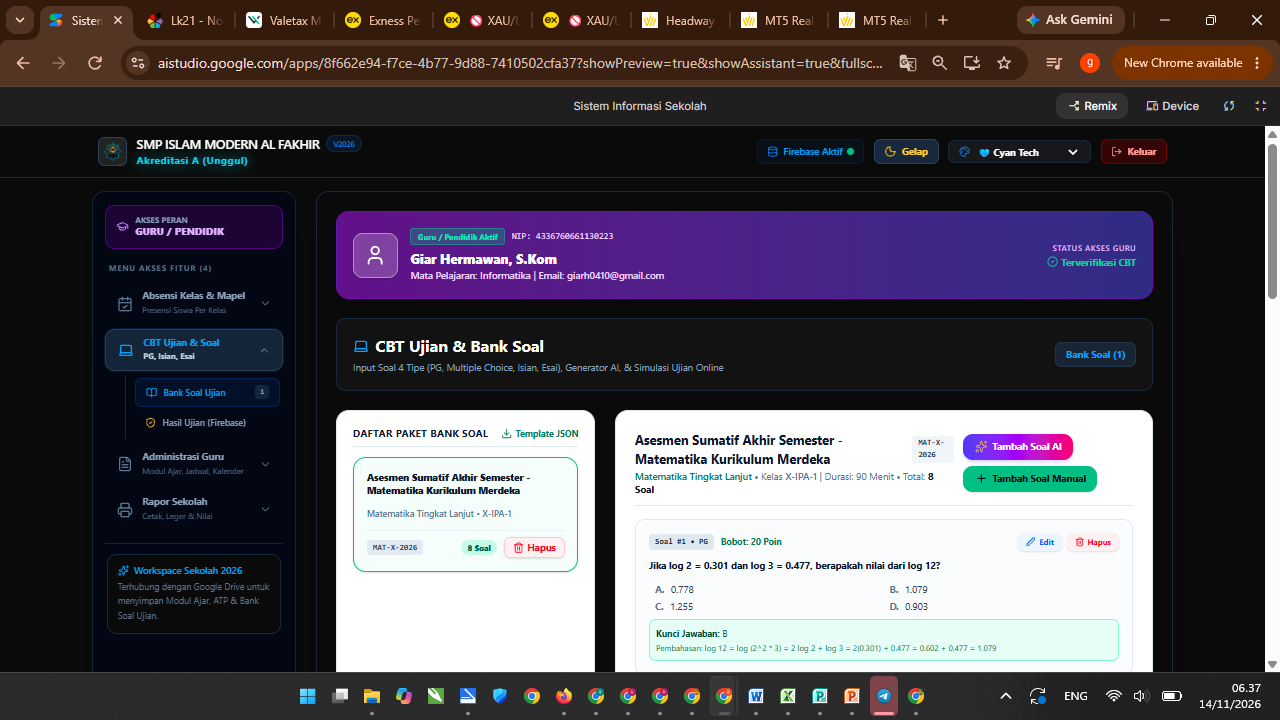 Sistem
Lk21 - No
Valetax M
Exness Pe
XAU/U
XAU/U
Headway
MT5 Real
MT5 Real
Ask Gemini
aistudio.google.com/apps/8f662e94-f7ce-4b77-9d88-7410502cfa37?showPreview=true&showAssistant=true&fullsc...
g
New Chrome available
Sistem Informasi Sekolah
Remix
Device
SMP ISLAM MODERN AL FAKHIR
V2026
Akreditasi A (Unggul)
Firebase Aktif
Gelap
Cyan Tech
Keluar
AKSES PERAN
GURU / PENDIDIK
MENU AKSES FITUR (4)
Absensi Kelas & Mapel
Presensi Siswa Per Kelas
CBT Ujian & Soal
PG, Isian, Esai
Bank Soal Ujian
1
Hasil Ujian (Firebase)
Administrasi Guru
Modul Ajar, Jadwal, Kalender
Rapor Sekolah
Cetak, Leger & Nilai
Workspace Sekolah 2026
Terhubung dengan Google Drive untuk
menyimpan Modul Ajar, ATP & Bank
Soal Ujian.
Guru / Pendidik Aktif
NIP: 4336760661130223
Giar Hermawan, S.Kom
Mata Pelajaran: Informatika | Email: giarh0410@gmail.com
STATUS AKSES GURU
Terverifikasi CBT
CBT Ujian & Bank Soal
Input Soal 4 Tipe (PG, Multiple Choice, Isian, Esai), Generator AI, & Simulasi Ujian Online
Bank Soal (1)
DAFTAR PAKET BANK SOAL
Template JSON
Asesmen Sumatif Akhir Semester -
Matematika Kurikulum Merdeka
Matematika Tingkat Lanjut • X-IPA-1
MAT-X-2026
8 Soal
Hapus
Asesmen Sumatif Akhir Semester -
Matematika Kurikulum Merdeka
MAT-X-
2026
Matematika Tingkat Lanjut • Kelas X-IPA-1 | Durasi: 90 Menit • Total: 8
Soal
Tambah Soal AI
Tambah Soal Manual
Soal #1 • PG
Bobot: 20 Poin
Edit
Hapus
Jika log 2 = 0.301 dan log 3 = 0.477, berapakah nilai dari log 12?
A. 0.778
B. 1.079
C. 1.255
D. 0.903
Kunci Jawaban: B
Pembahasan: log 12 = log (2^2 * 3) = 2 log 2 + log 3 = 2(0.301) + 0.477 = 0.602 + 0.477 = 1.079
ENG
06.37
14/11/2026